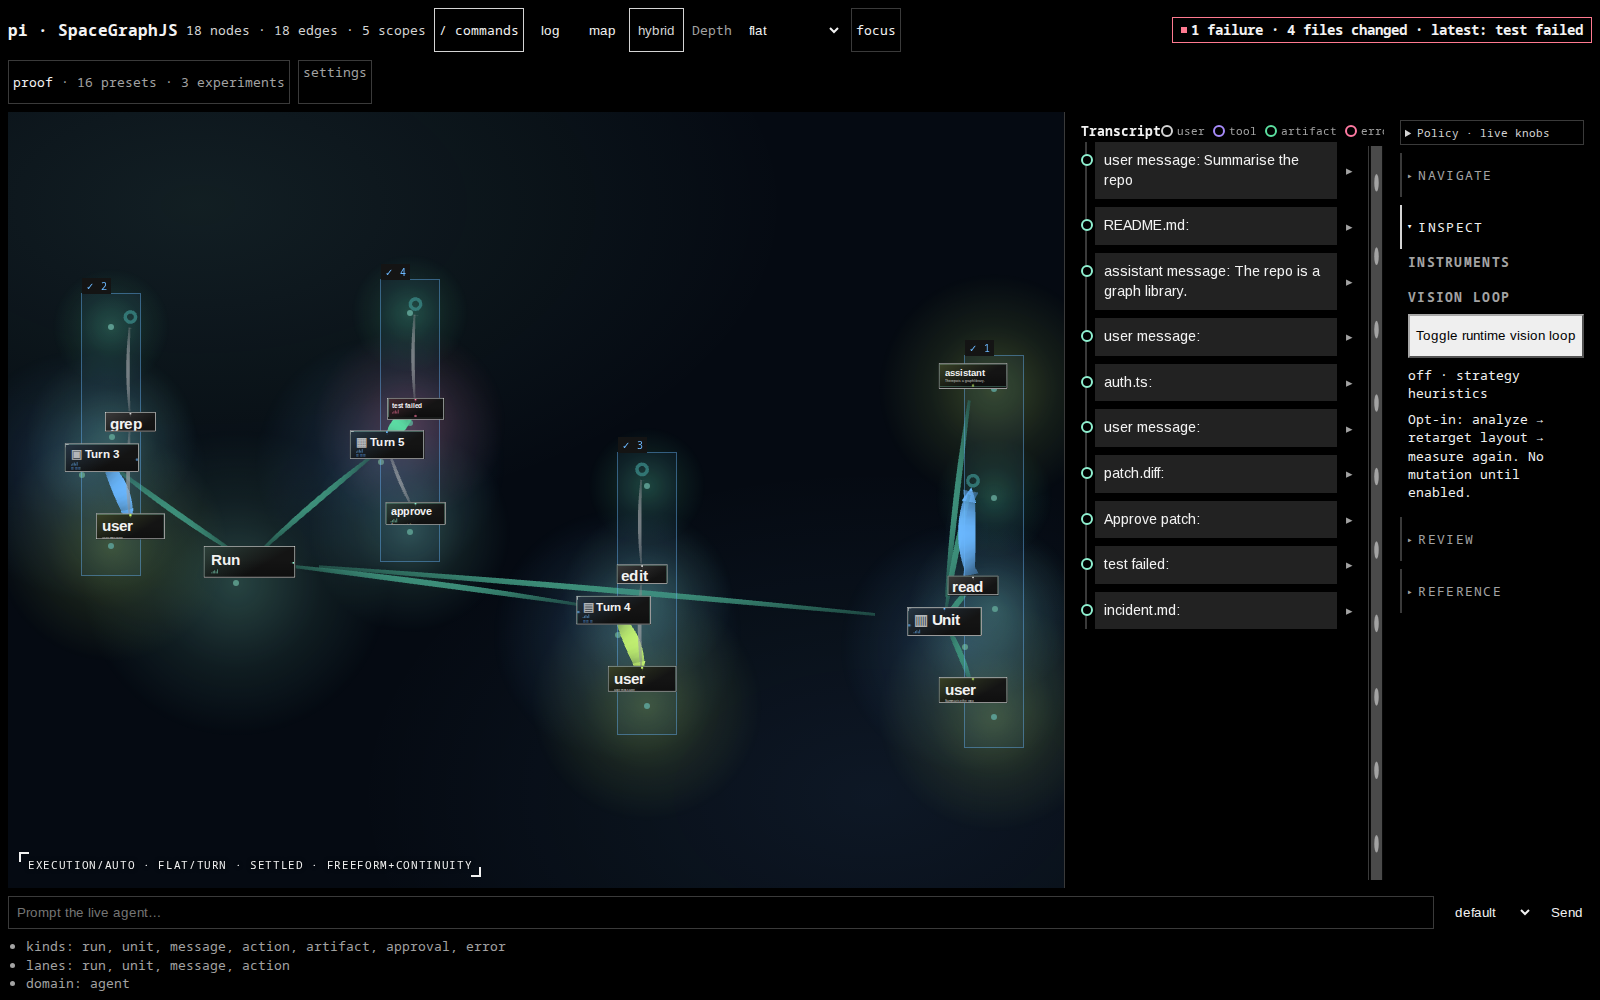 pi · SpaceGraphJS 18 nodes · 18 edges · 5 scopes / commands log map hybrid Depth flat focus
1 failure · 4 files changed · latest: test failed
proof · 16 presets · 3 experiments settings
✓ 2
grep
Turn 3
user
Run
✓ 4
test failed
Turn 5
approve
✓ 3
edit
Turn 4
user
✓ 1
assistant
read
Unit
user
EXECUTION/AUTO · FLAT/TURN · SETTLED · FREEFORM+CONTINUITY
Transcript user tool artifact erro
user message: Summarise the
repo
README.md:
assistant message: The repo is a
graph library.
user message:
auth.ts:
user message:
patch.diff:
Approve patch:
test failed:
incident.md:
▶ Policy · live knobs
▸ NAVIGATE
▾ INSPECT
INSTRUMENTS
VISION LOOP
Toggle runtime vision loop
off · strategy
heuristics
Opt-in: analyze →
retarget layout →
measure again. No
mutation until
enabled.
▸ REVIEW
▸ REFERENCE
Prompt the live agent…
default Send
• kinds: run, unit, message, action, artifact, approval, error
• lanes: run, unit, message, action
• domain: agent